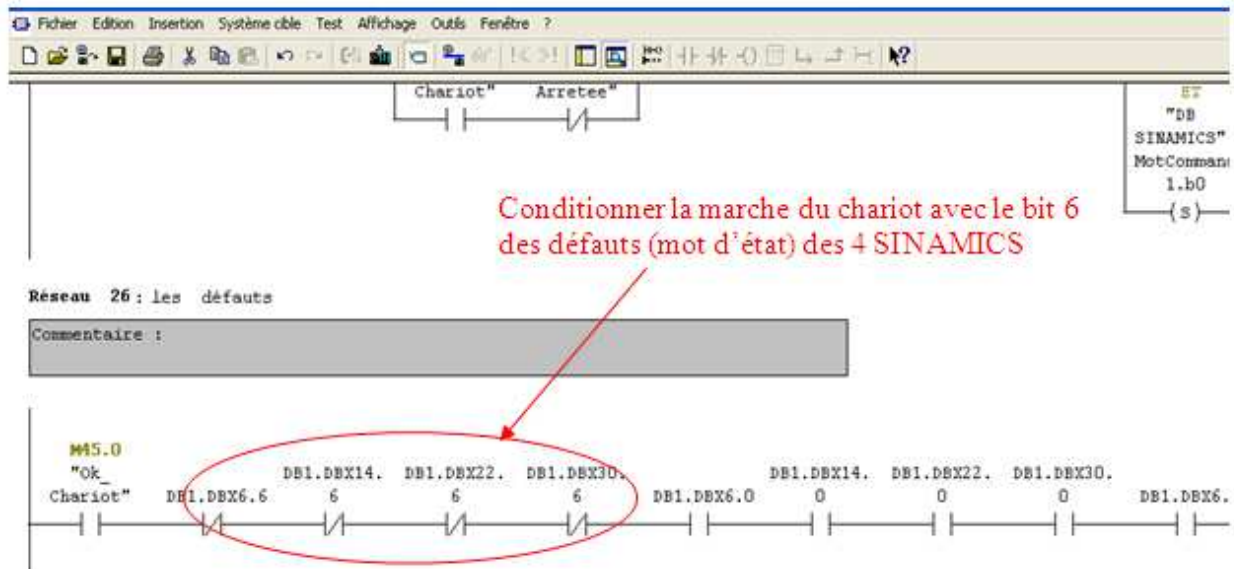 Fichier Edition Insertion Système cible Test Affichage Outils Fenêtre ?
Chariot" Arretee"
"DB
SINAMICS"
MotComman
1.b0
(S)
Conditionner la marche du chariot avec le bit 6
des défauts (mot d'état) des 4 SINAMICS
Réseau 26 : les défauts
Commentaire :
M45.0
"Ok_
Chariot"
DB1.DBX6.6
DB1.DBX14.
6
DB1.DBX22.
6
DB1.DBX30.
6
DB1.DBX6.0
DB1.DBX14.
0
DB1.DBX22.
0
DB1.DBX30.
0
DB1.DBX6.